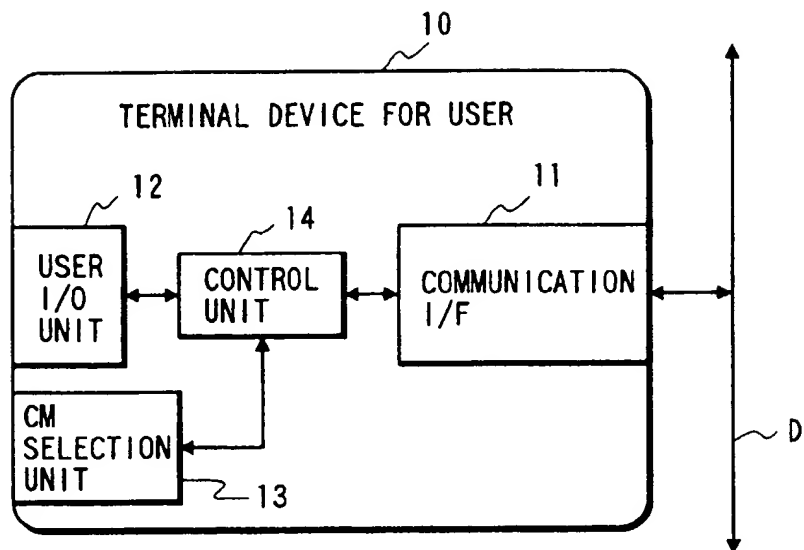 10
TERMINAL DEVICE FOR USER
12
11
14
USER
I/O
UNIT
CONTROL
UNIT
COMMUNICATION
I/F
CM
SELECTION
UNIT
13
D